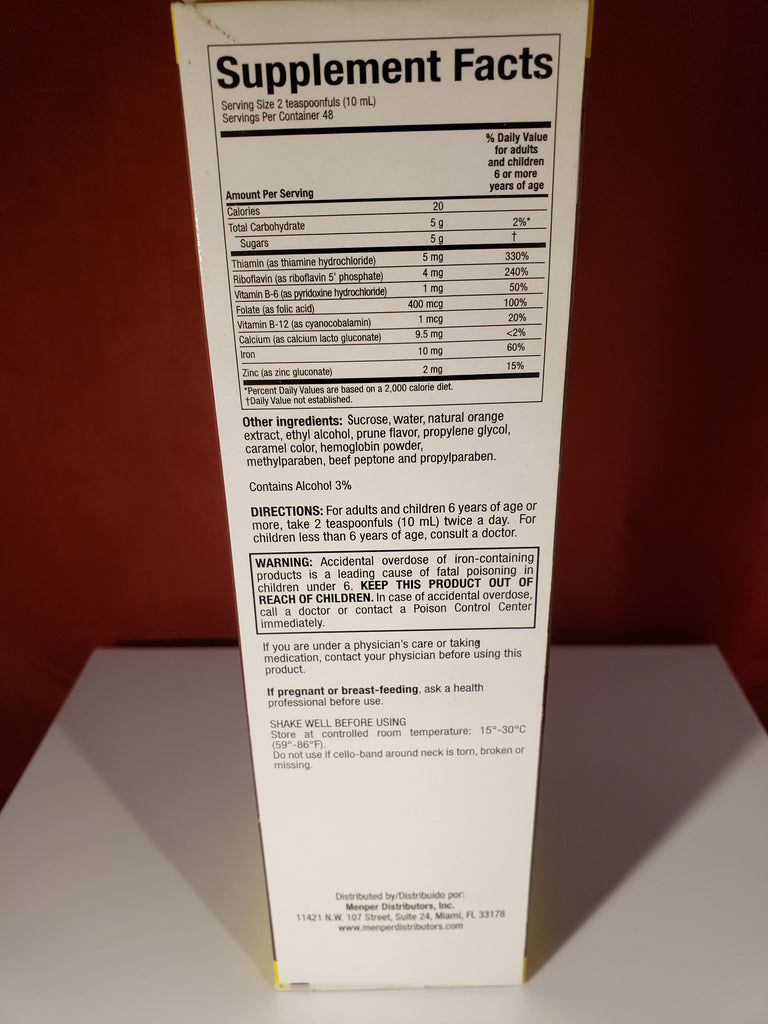 Supplement Facts
Serving Size 2 teaspoonfuls (10 mL)
Servings Per Container 48
% Daily Value
for adults
and children
6 or more
years of age
Amount Per Serving
Calories 20
Total Carbohydrate 5 g 2%*
Sugars 5 g †
Thiamin (as thiamine hydrochloride) 5 mg 330%
Riboflavin (as riboflavin 5' phosphate) 4 mg 240%
Vitamin B-6 (as pyridoxine hydrochloride) 1 mg 50%
Folate (as folic acid) 400 mcg 100%
Vitamin B-12 (as cyanocobalamin) 1 mcg 20%
Calcium (as calcium lacto gluconate) 9.5 mg <2%
Iron 10 mg 60%
Zinc (as zinc gluconate) 2 mg 15%
*Percent Daily Values are based on a 2,000 calorie diet.
†Daily Value not established.
Other ingredients: Sucrose, water, natural orange
extract, ethyl alcohol, prune flavor, propylene glycol,
caramel color, hemoglobin powder,
methylparaben, beef peptone and propylparaben.
Contains Alcohol 3%
DIRECTIONS: For adults and children 6 years of age or
more, take 2 teaspoonfuls (10 mL) twice a day. For
children less than 6 years of age, consult a doctor.
WARNING: Accidental overdose of iron-containing
products is a leading cause of fatal poisoning in
children under 6. KEEP THIS PRODUCT OUT OF
REACH OF CHILDREN. In case of accidental overdose,
call a doctor or contact a Poison Control Center
immediately.
If you are under a physician's care or taking
medication, contact your physician before using this
product.
If pregnant or breast-feeding, ask a health
professional before use.
SHAKE WELL BEFORE USING
Store at controlled room temperature: 15°-30°C
(59°-86°F).
Do not use if cello-band around neck is torn, broken or
missing.
Distributed by/Distribuido por:
Menper Distributors, Inc.
11421 N.W. 107 Street, Suite 24, Miami, FL 33178
www.menperdistributors.com